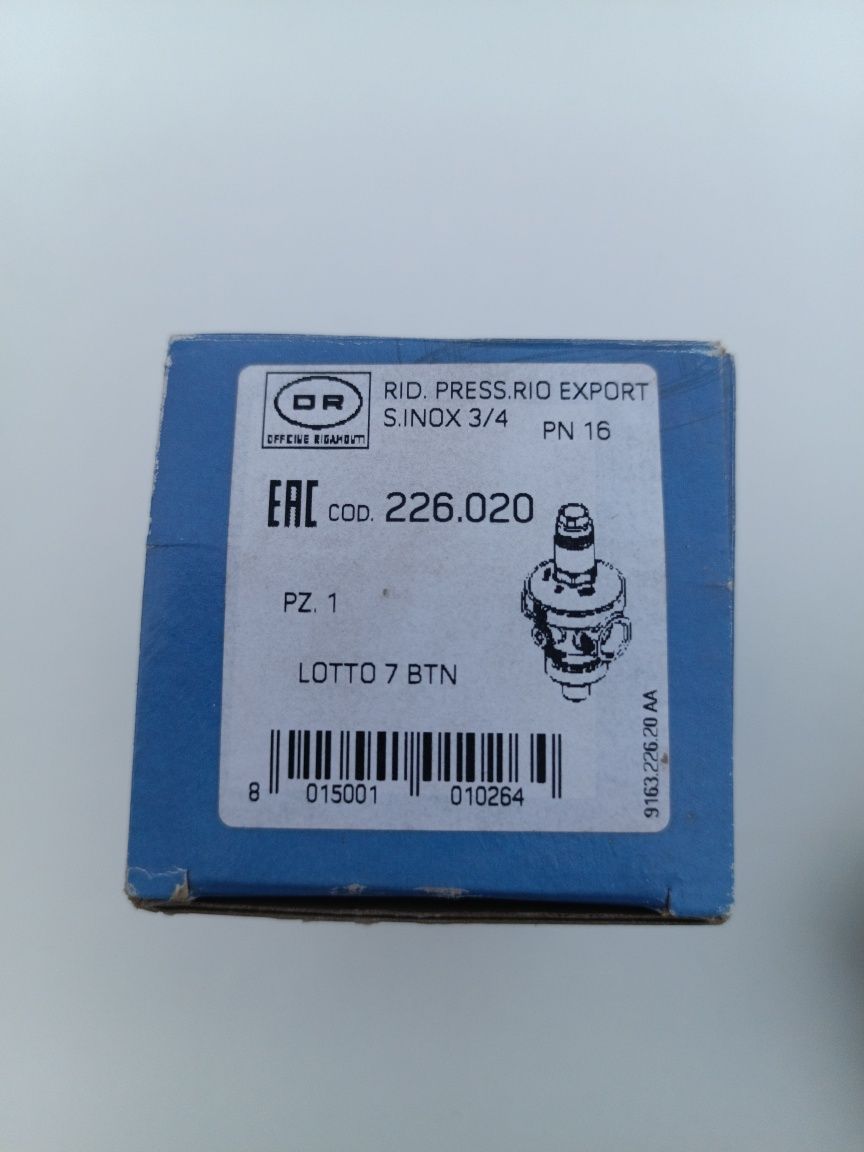 OR
OFFICINE RIGAMONTI
RID. PRESS.RIO EXPORT
S.INOX 3/4 PN 16
EAC COD. 226.020
PZ. 1
LOTTO 7 BTN
8 015001 010264
9163.226.20 AA